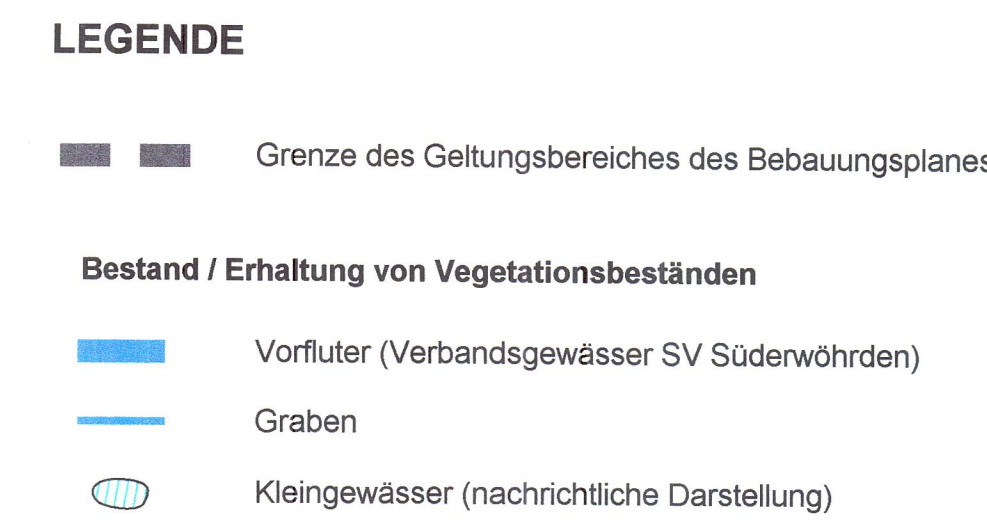 LEGENDE
Grenze des Geltungsbereiches des Bebauungsplanes
Bestand / Erhaltung von Vegetationsbeständen
Vorfluter (Verbandsgewässer SV Süderwöhrden)
Graben
Kleingewässer (nachrichtliche Darstellung)